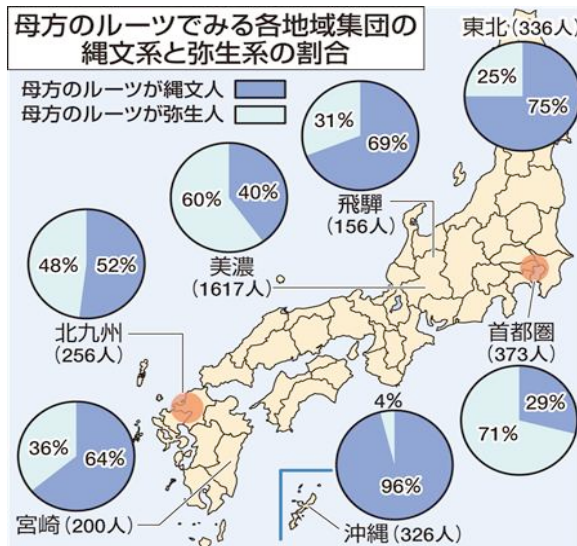 母方のルーツでみる各地域集団の
縄文系と弥生系の割合
母方のルーツが縄文人
母方のルーツが弥生人
東北(336人)
25%
75%
31%
69%
飛騨
(156人)
60%
40%
美濃
(1617人)
48%
52%
北九州
(256人)
首都圏
(373人)
29%
71%
36%
64%
宮崎(200人)
4%
96%
沖縄(326人)